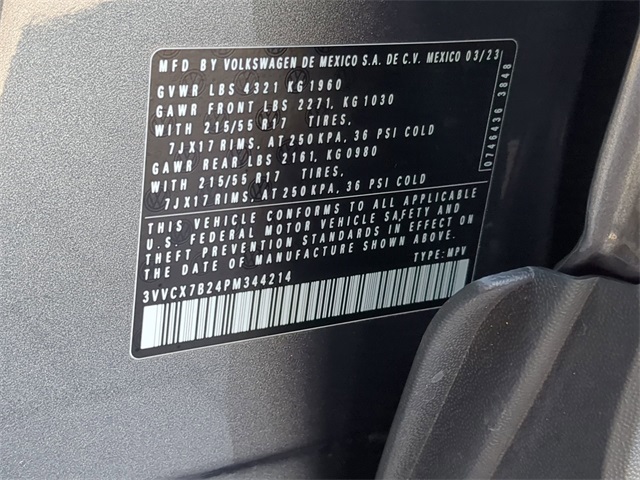 MFD BY VOLKSWAGEN DE MEXICO S.A. DE C.V. MEXICO 03/23
GVWR LBS 4321 KG 1960
GAWR FRONT LBS 2271, KG 1030
WITH 215/55 R17 TIRES,
7JX17 RIMS, AT 250 KPA, 36 PSI COLD
GAWR REAR LBS 2161, KG 0980
WITH 215/55 R17 TIRES,
7JX17 RIMS, AT 250 KPA, 36 PSI COLD
THIS VEHICLE CONFORMS TO ALL APPLICABLE
U.S. FEDERAL MOTOR VEHICLE SAFETY AND
THEFT PREVENTION STANDARDS IN EFFECT ON
THE DATE OF MANUFACTURE SHOWN ABOVE.
3VVCX7B24PM344214 TYPE: MPV
0746436 3848